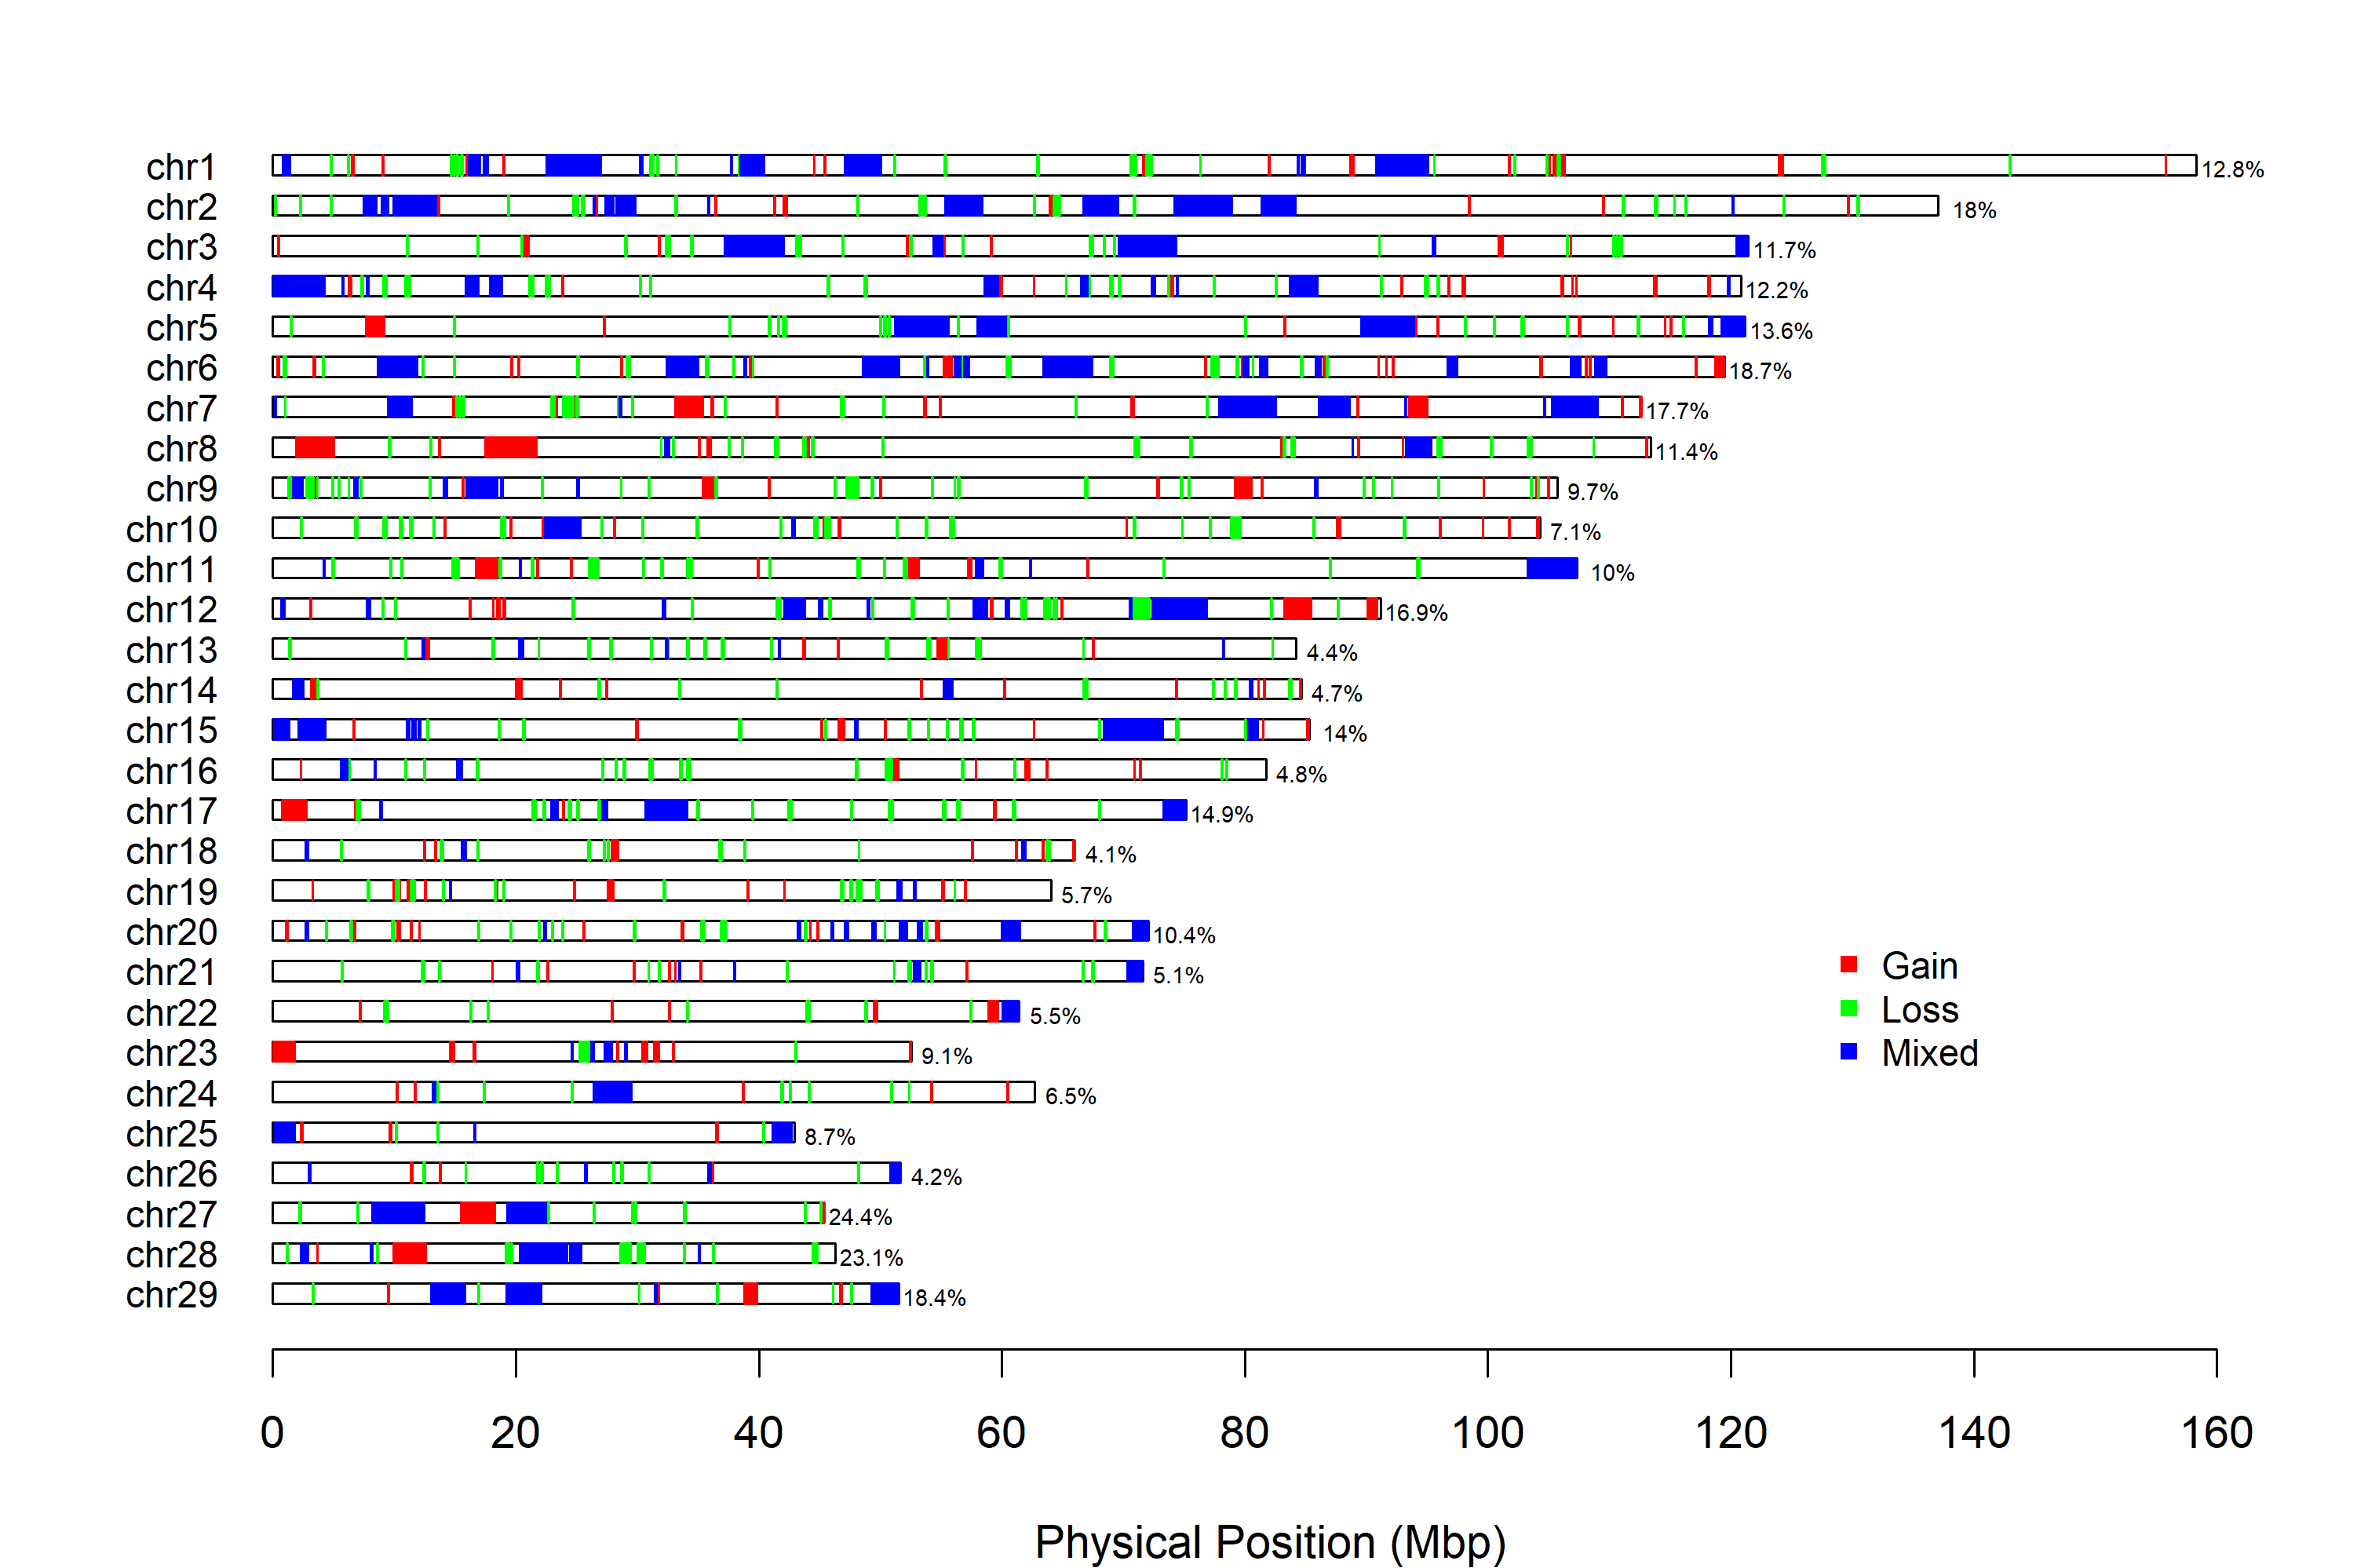 chr1 12.8%
chr2 18%
chr3 11.7%
chr4 12.2%
chr5 13.6%
chr6 18.7%
chr7 17.7%
chr8 11.4%
chr9 9.7%
chr10 7.1%
chr11 10%
chr12 16.9%
chr13 4.4%
chr14 4.7%
chr15 14%
chr16 4.8%
chr17 14.9%
chr18 4.1%
chr19 5.7%
chr20 10.4%
chr21 5.1%
chr22 5.5%
chr23 9.1%
chr24 6.5%
chr25 8.7%
chr26 4.2%
chr27 24.4%
chr28 23.1%
chr29 18.4%
Gain
Loss
Mixed
0 20 40 60 80 100 120 140 160
Physical Position (Mbp)